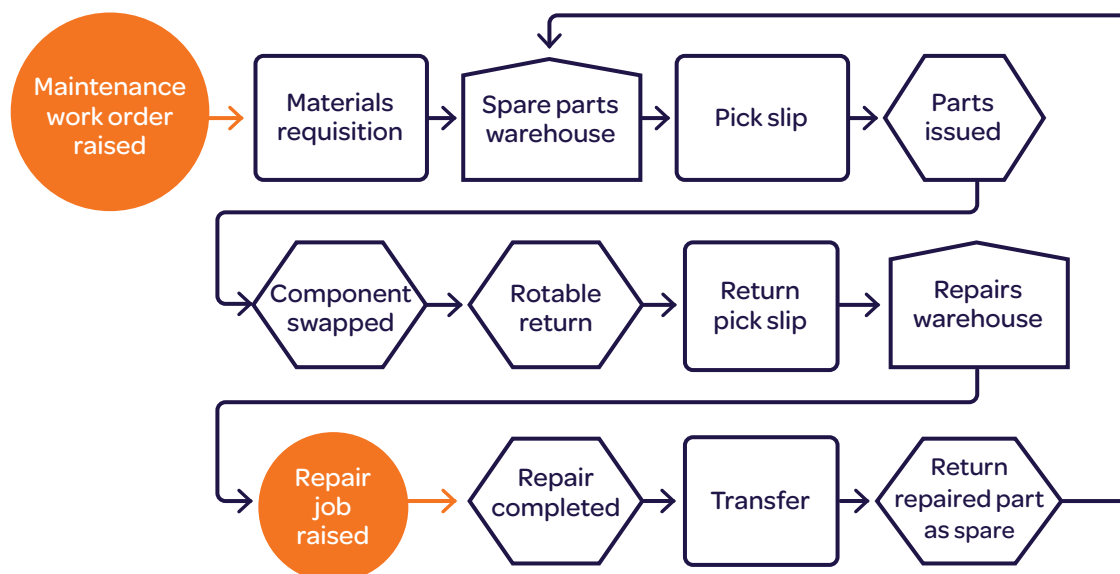 Maintenance
work order
raised
Materials
requisition
Spare parts
warehouse
Pick slip
Parts
issued
Component
swapped
Rotable
return
Return
pick slip
Repairs
warehouse
Repair
job
raised
Repair
completed
Transfer
Return
repaired part
as spare